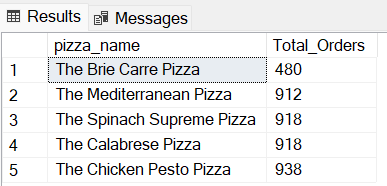 Results Messages
pizza_name Total_Orders
1 The Brie Carre Pizza 480
2 The Mediterranean Pizza 912
3 The Spinach Supreme Pizza 918
4 The Calabrese Pizza 918
5 The Chicken Pesto Pizza 938